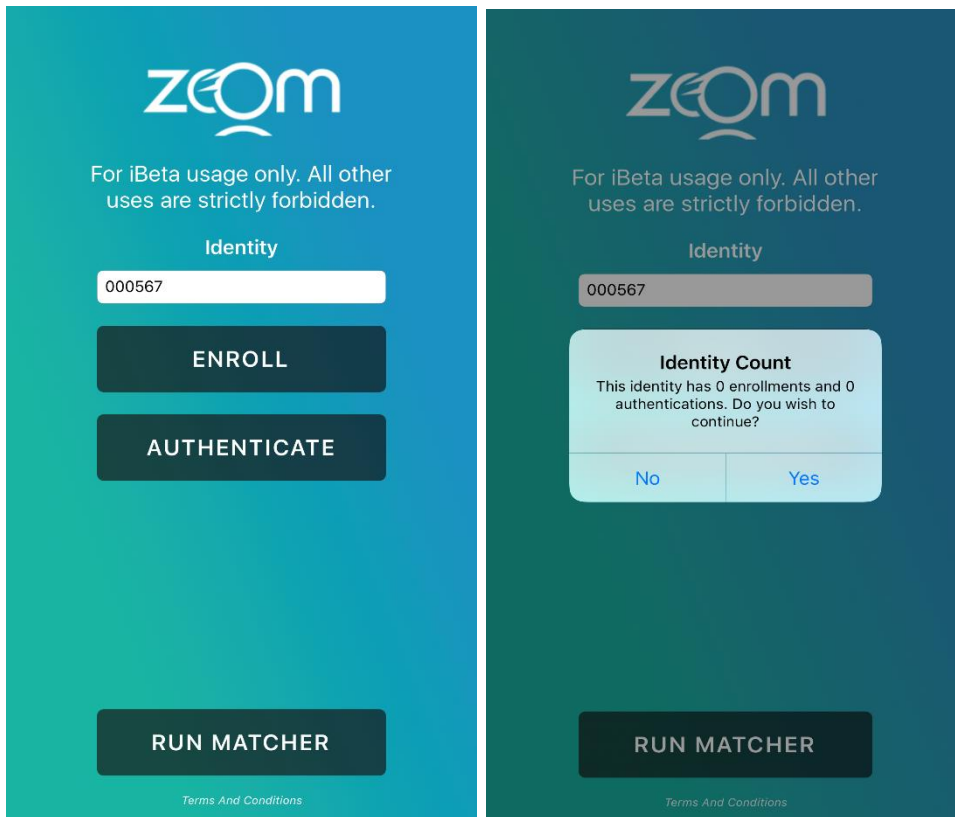 zoom
For iBeta usage only. All other
uses are strictly forbidden.
Identity
000567
ENROLL
AUTHENTICATE
RUN MATCHER
Terms And Conditions
zoom
For iBeta usage only. All other
uses are strictly forbidden.
Identity
000567
Identity Count
This identity has 0 enrollments and 0
authentications. Do you wish to
continue?
No Yes
RUN MATCHER
Terms And Conditions